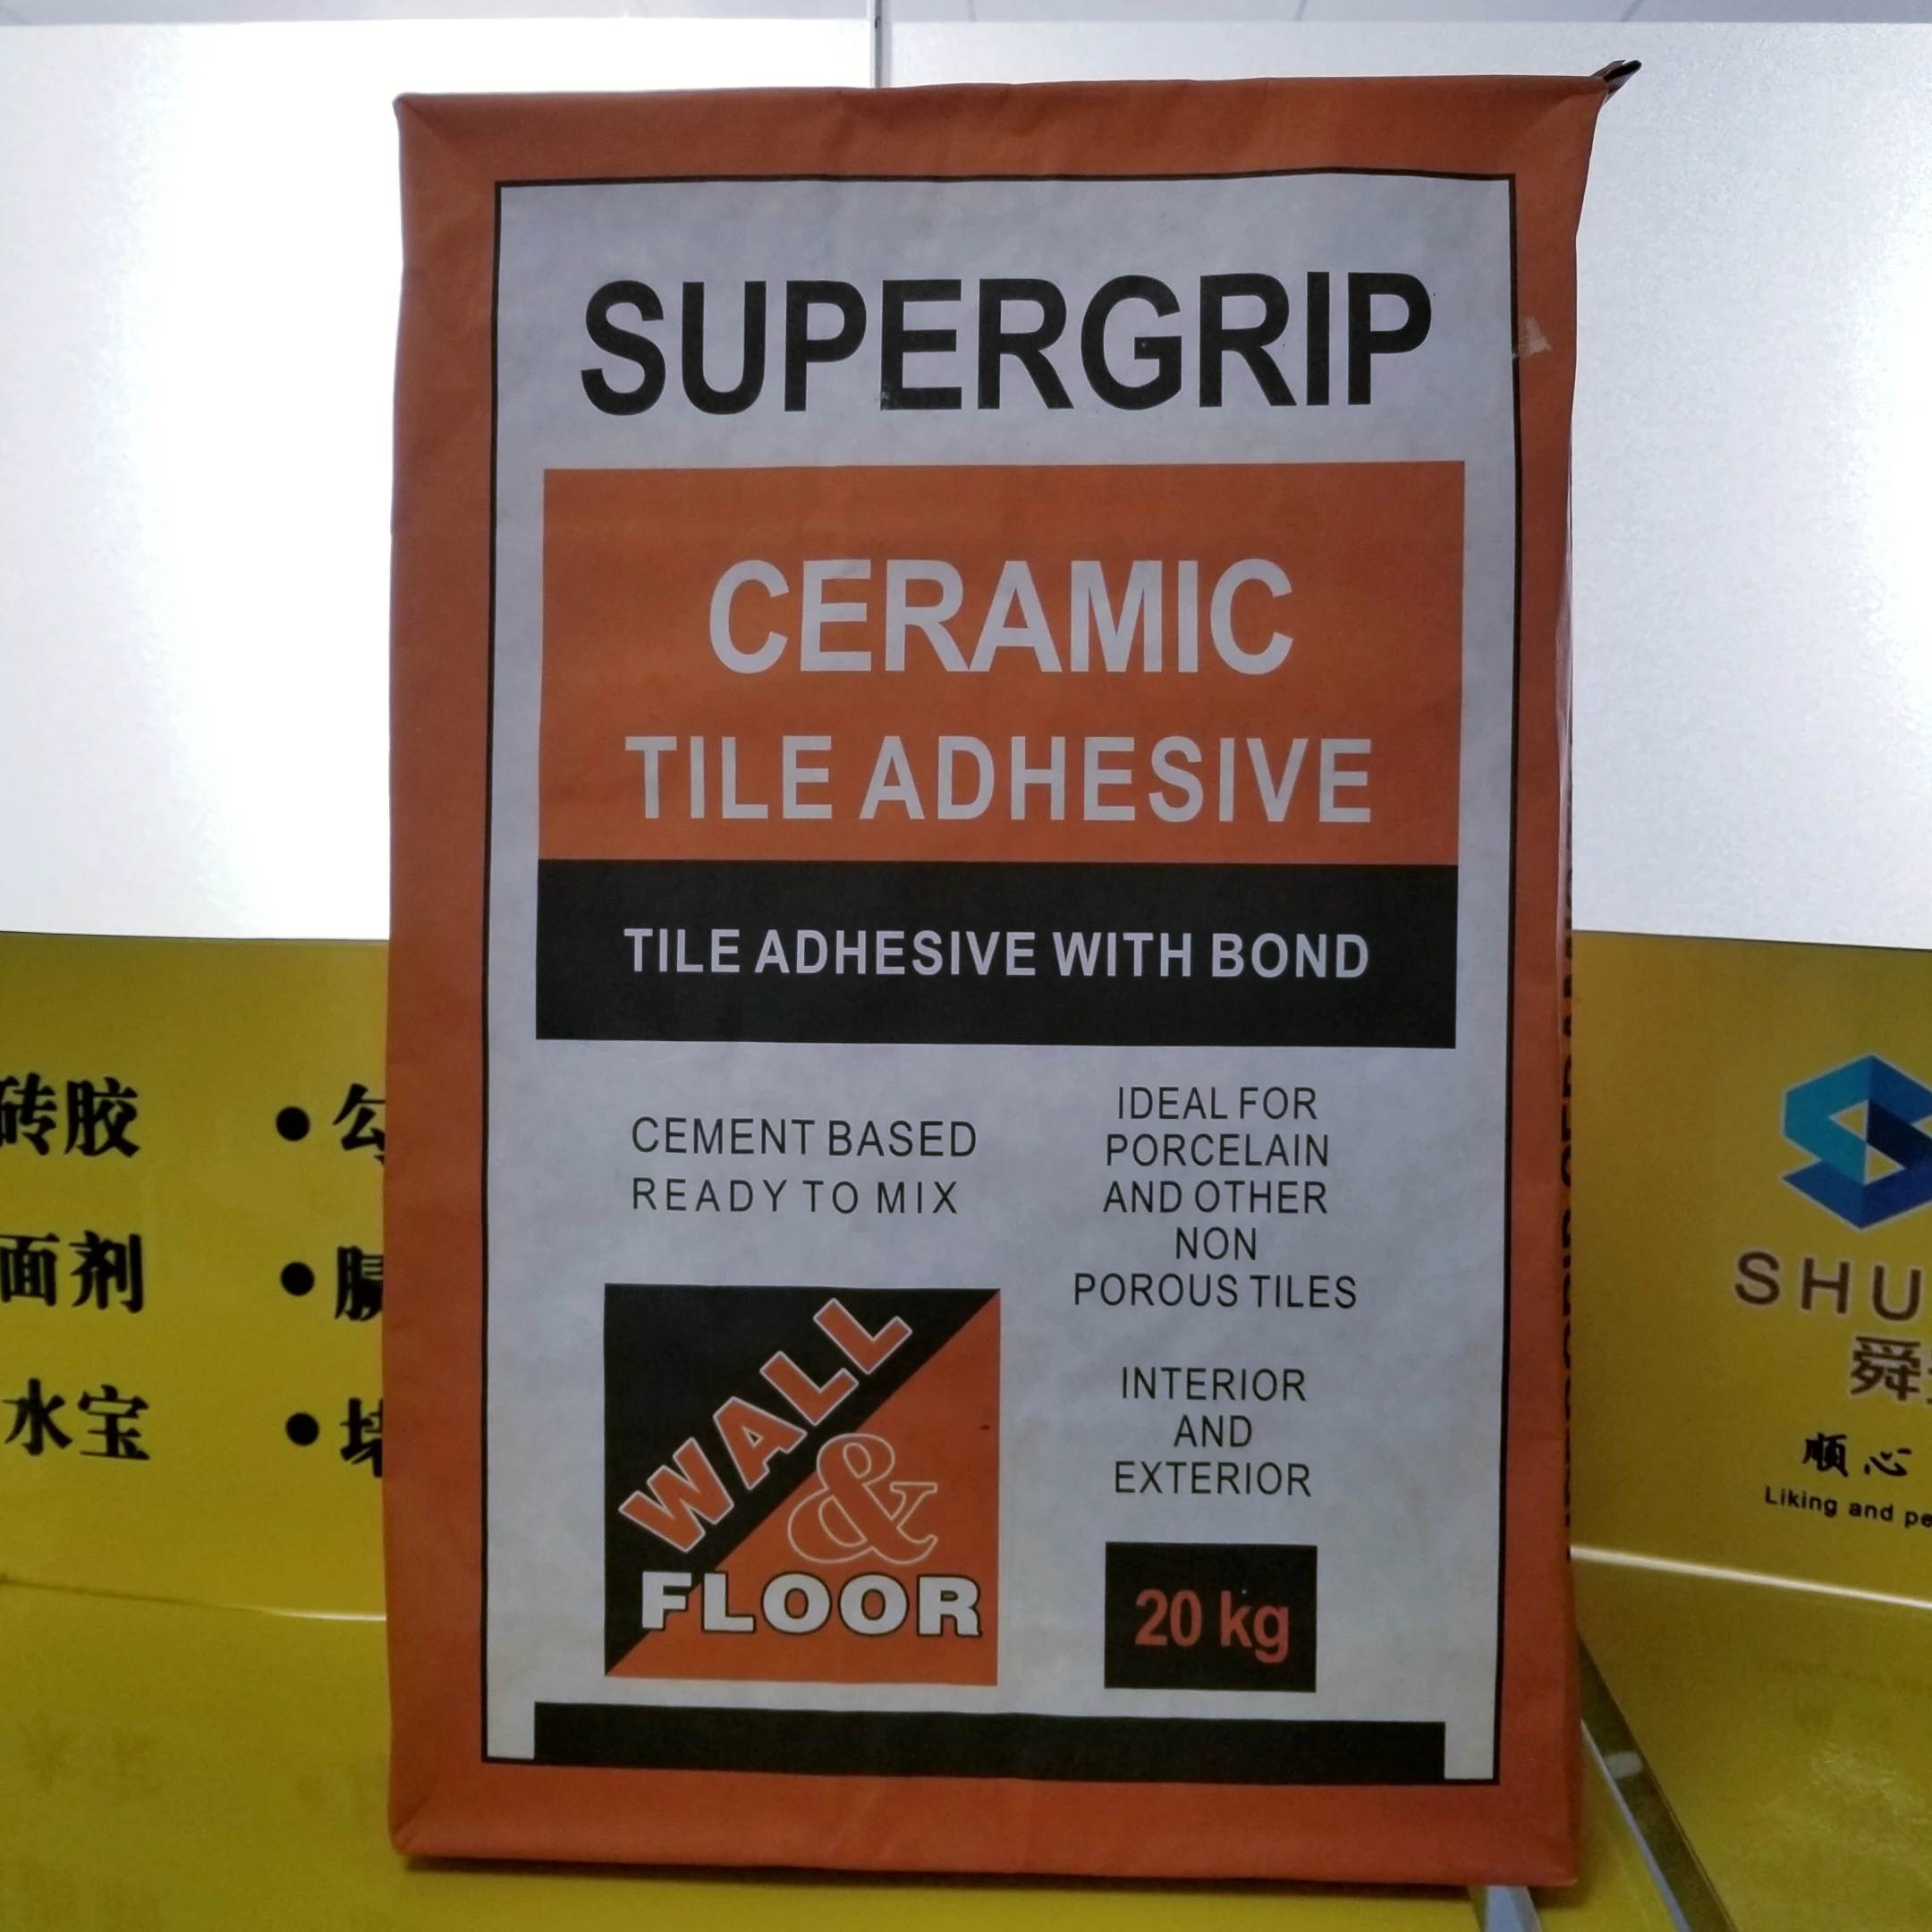 SUPERGRIP
CERAMIC
TILE ADHESIVE
TILE ADHESIVE WITH BOND
CEMENT BASED
READY TO MIX
IDEAL FOR
PORCELAIN
AND OTHER
NON
POROUS TILES
INTERIOR
AND
EXTERIOR
WALL
&
FLOOR
20 kg
砖胶
面剂
水宝
SHU
舜
顺心
Liking and pe